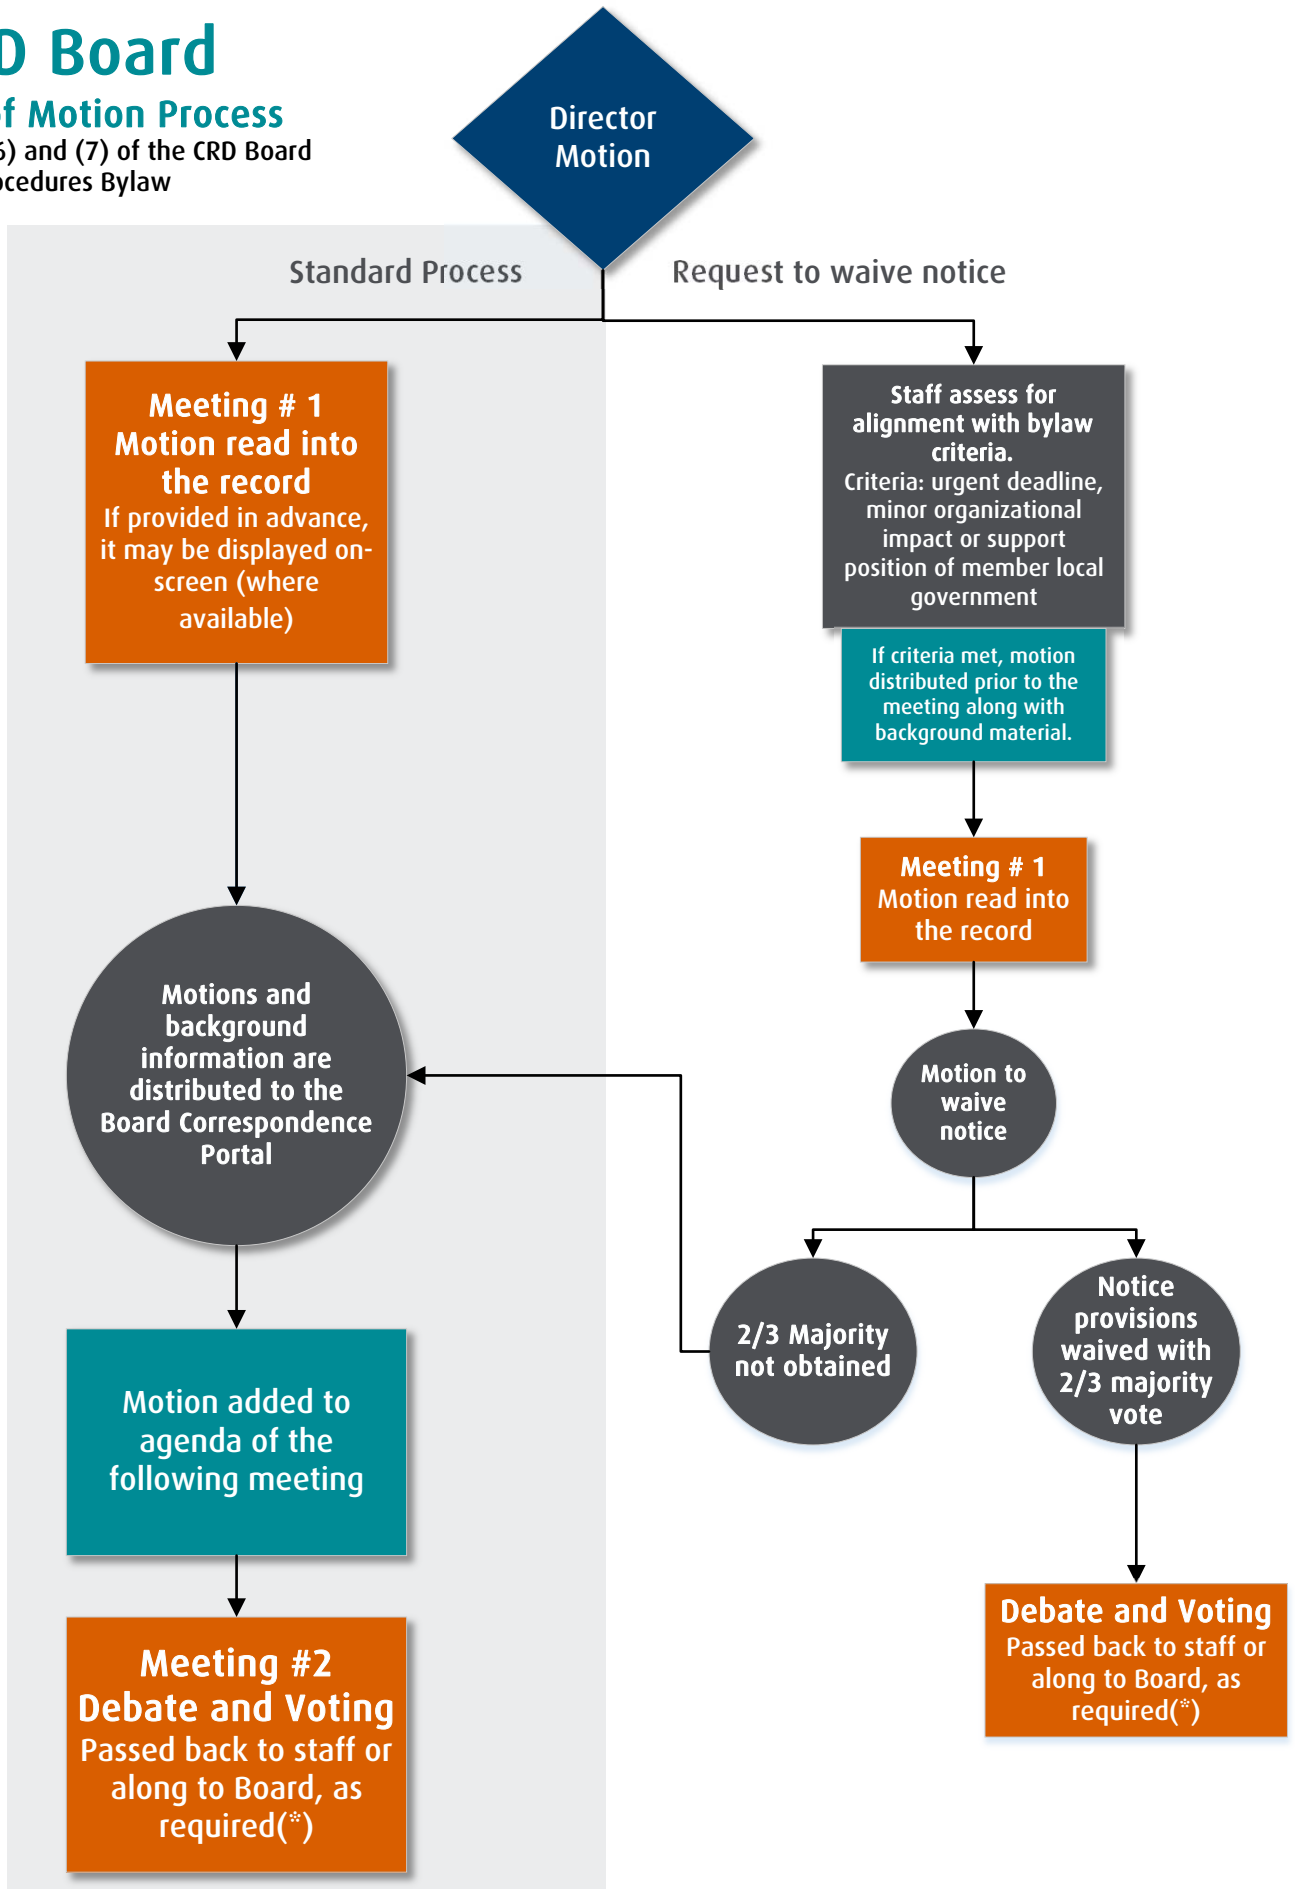 D Board
of Motion Process
6) and (7) of the CRD Board
ocedures Bylaw
Director
Motion
Standard Process
Request to waive notice
Meeting # 1
Motion read into
the record
If provided in advance,
it may be displayed on-
screen (where
available)
Motions and
background
information are
distributed to the
Board Correspondence
Portal
Motion added to
agenda of the
following meeting
Meeting #2
Debate and Voting
Passed back to staff or
along to Board, as
required(*)
Staff assess for
alignment with bylaw
criteria.
Criteria: urgent deadline,
minor organizational
impact or support
position of member local
government
If criteria met, motion
distributed prior to the
meeting along with
background material.
Meeting # 1
Motion read into
the record
Motion to
waive
notice
2/3 Majority
not obtained
Notice
provisions
waived with
2/3 majority
vote
Debate and Voting
Passed back to staff or
along to Board, as
required(*)